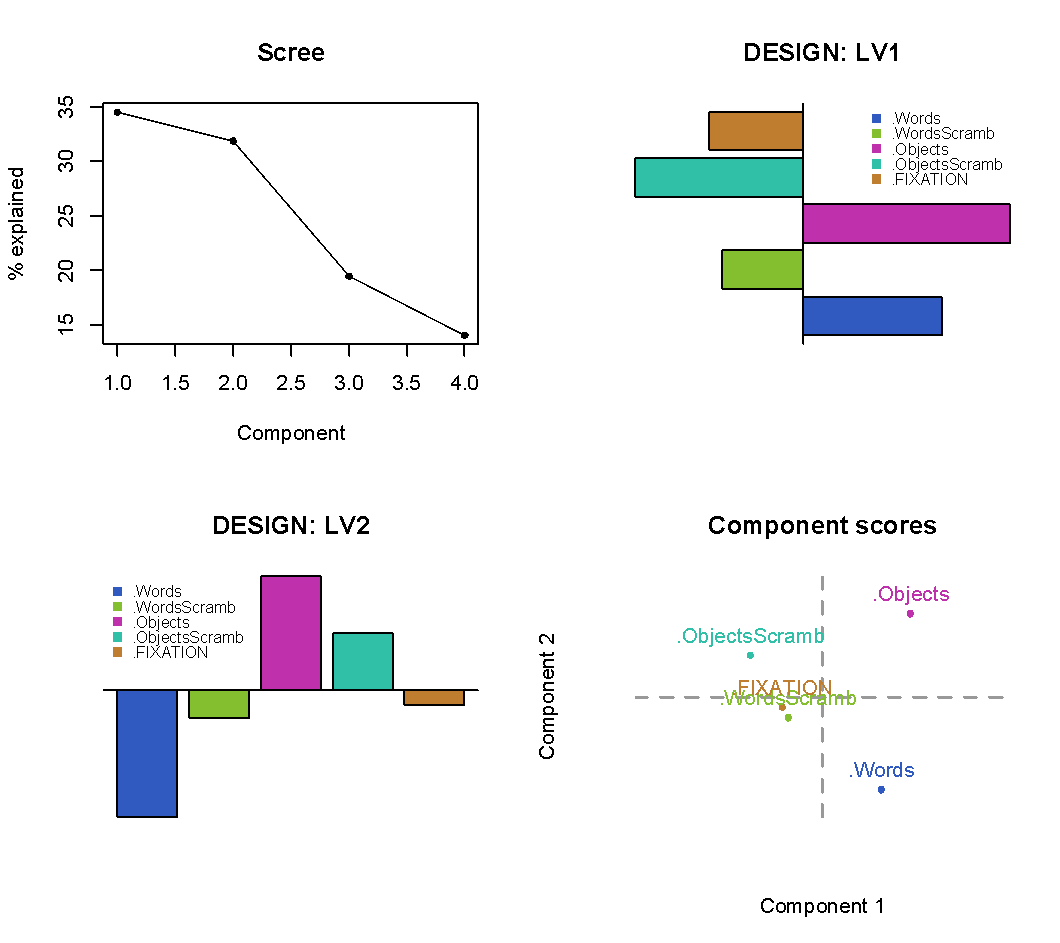 Scree
% explained
35
30
25
20
15
1.0 1.5 2.0 2.5 3.0 3.5 4.0
Component
DESIGN: LV1
.Words
.WordsScramb
.Objects
.ObjectsScramb
.FIXATION
DESIGN: LV2
.Words
.WordsScramb
.Objects
.ObjectsScramb
.FIXATION
Component scores
Component 2
.Objects
.ObjectsScramb
.FIXATION
.WordsScramb
.Words
Component 1